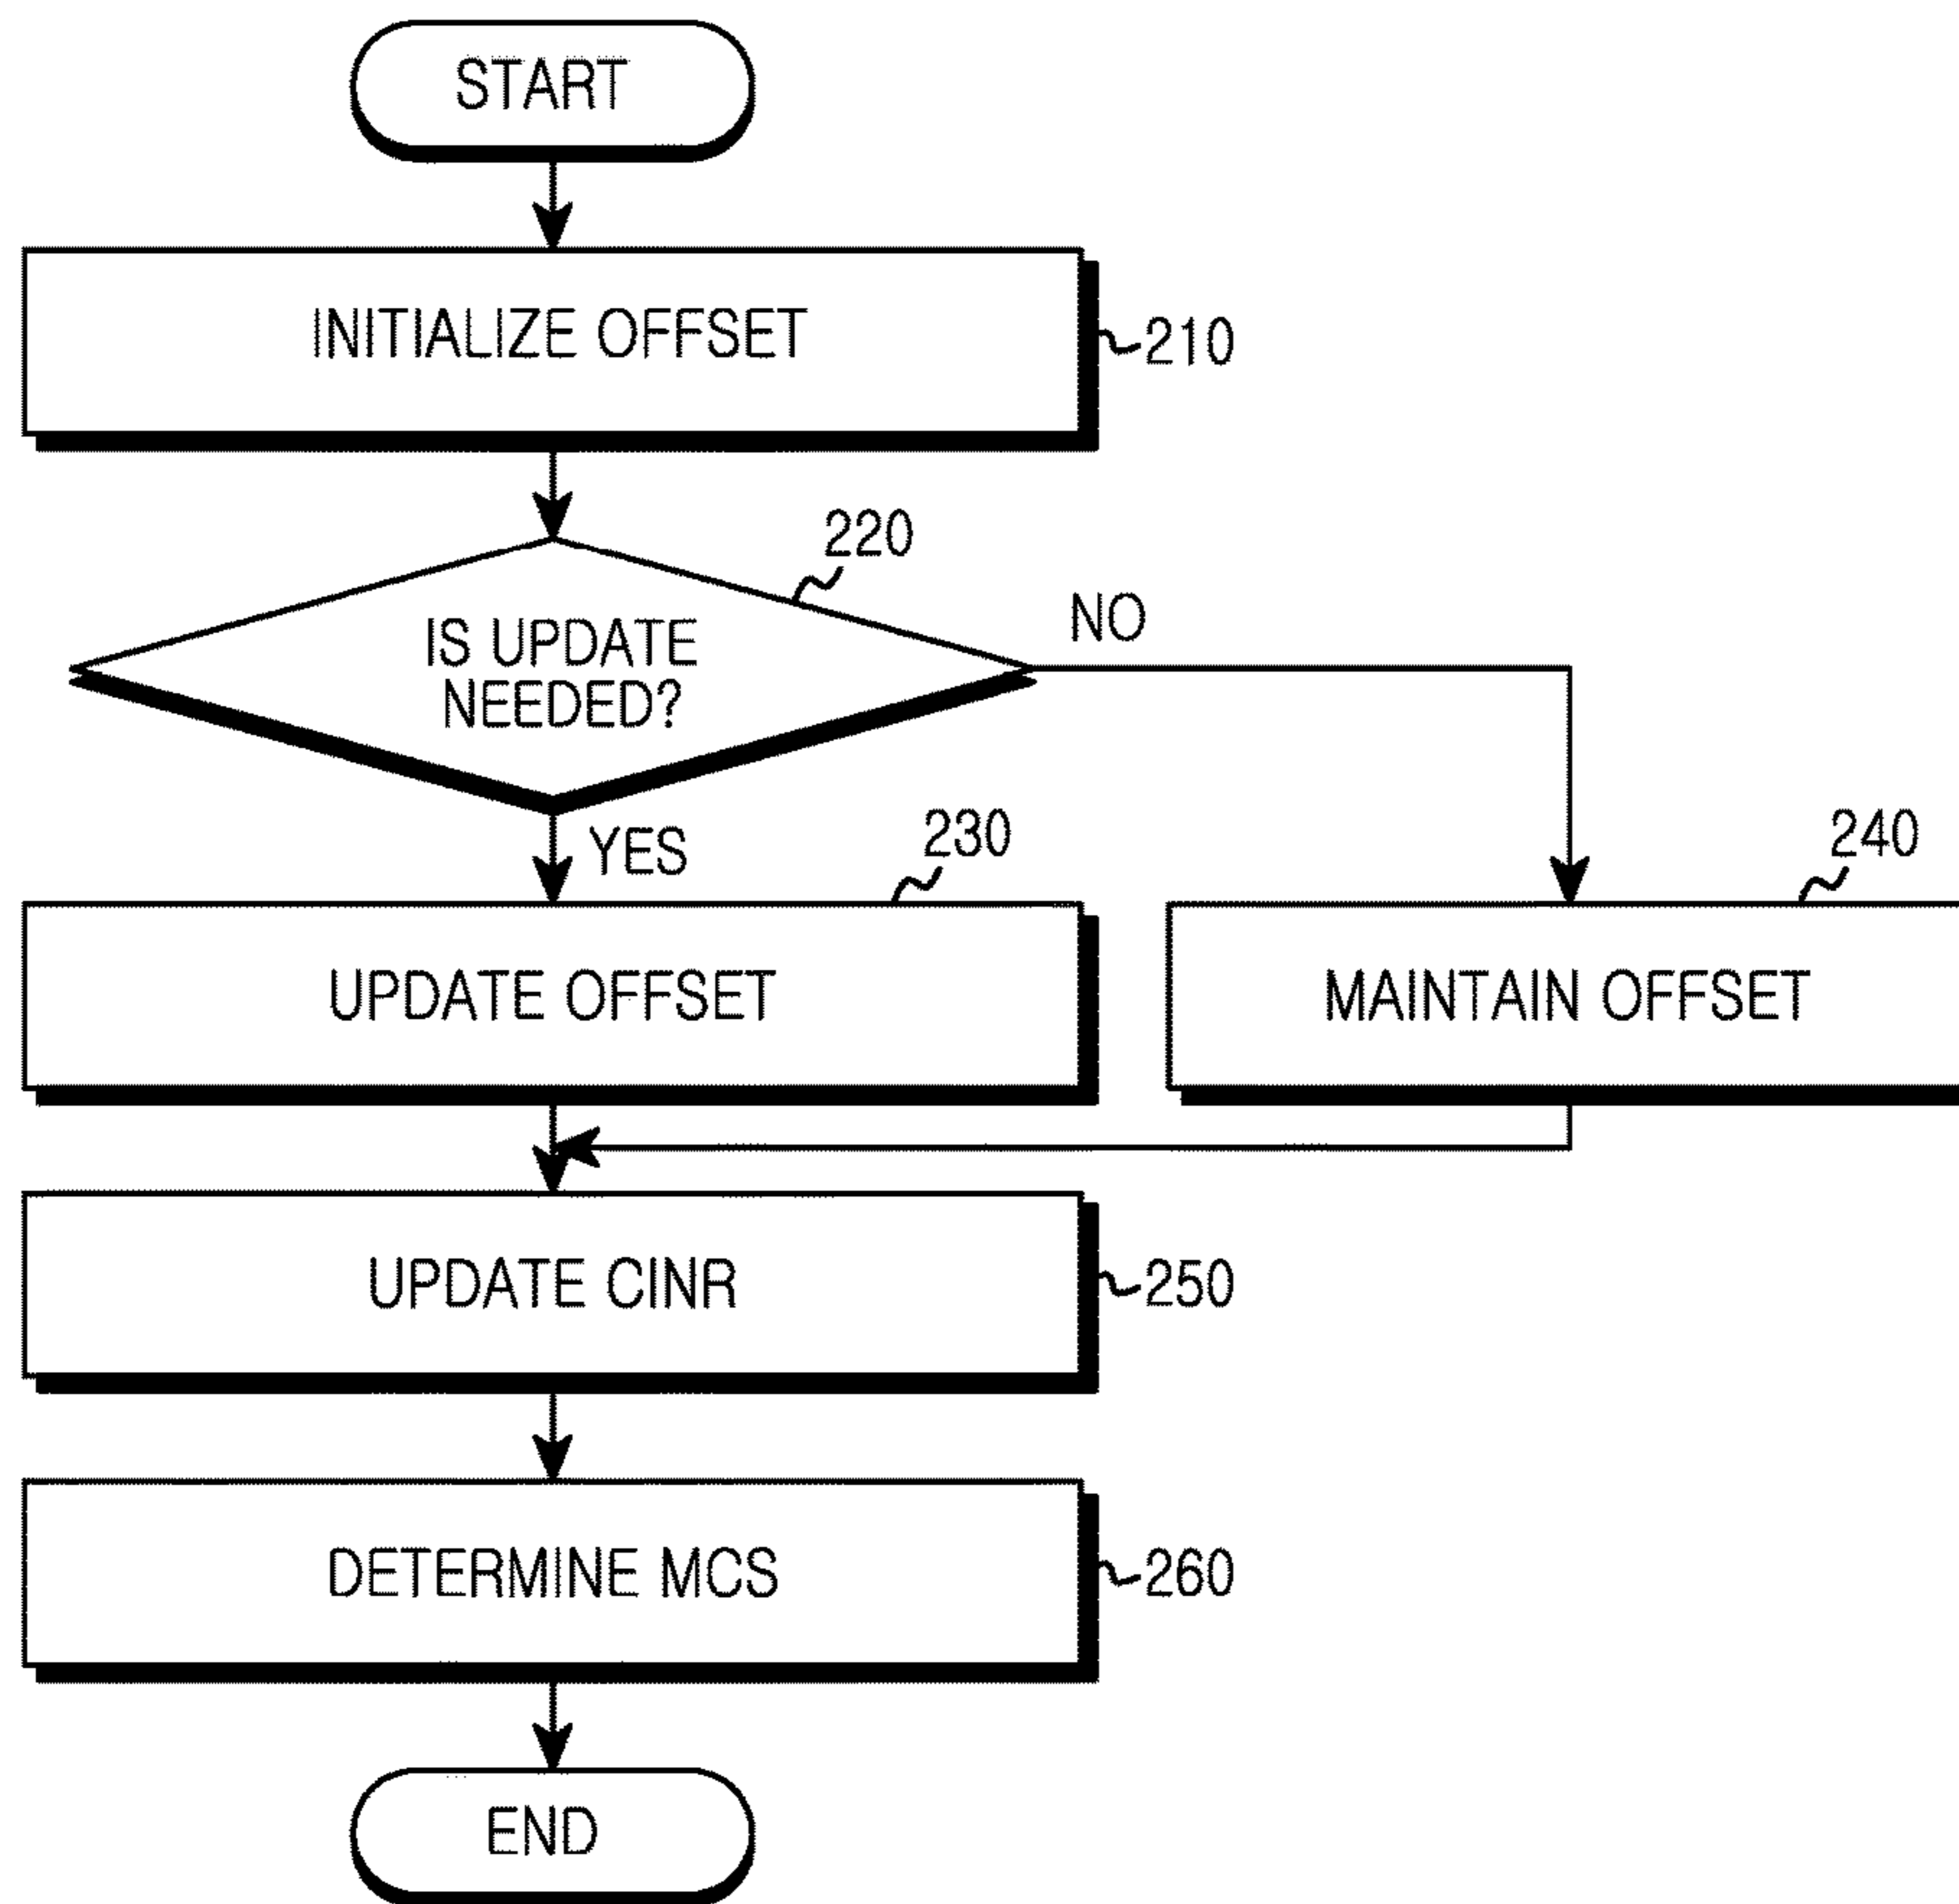 START
INITIALIZE OFFSET
210
220
IS UPDATE
NEEDED?
NO
YES
230
240
UPDATE OFFSET
MAINTAIN OFFSET
UPDATE CINR
250
DETERMINE MCS
260
END